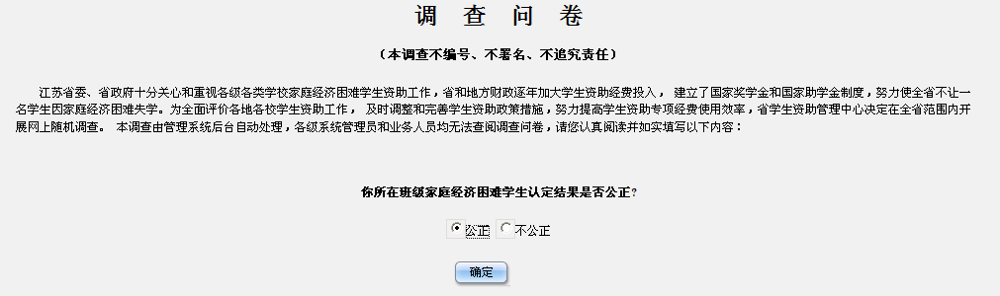 调 查 问 卷
（本调查不编号、不署名、不追究责任）
江苏省委、省政府十分关心和重视各级各类学校家庭经济困难学生资助工作，省和地方财政逐年加大学生资助经费投入， 建立了国家奖学金和国家助学金制度，努力使全省不让一
名学生因家庭经济困难失学。为全面评价各地各校学生资助工作， 及时调整和完善学生资助政策措施，努力提高学生资助专项经费使用效率，省学生资助管理中心决定在全省范围内开
展网上随机调查。 本调查由管理系统后台自动处理，各级系统管理员和业务人员均无法查阅调查问卷，请您认真阅读并如实填写以下内容：
你所在班级家庭经济困难学生认定结果是否公正?
公正 不公正
确定